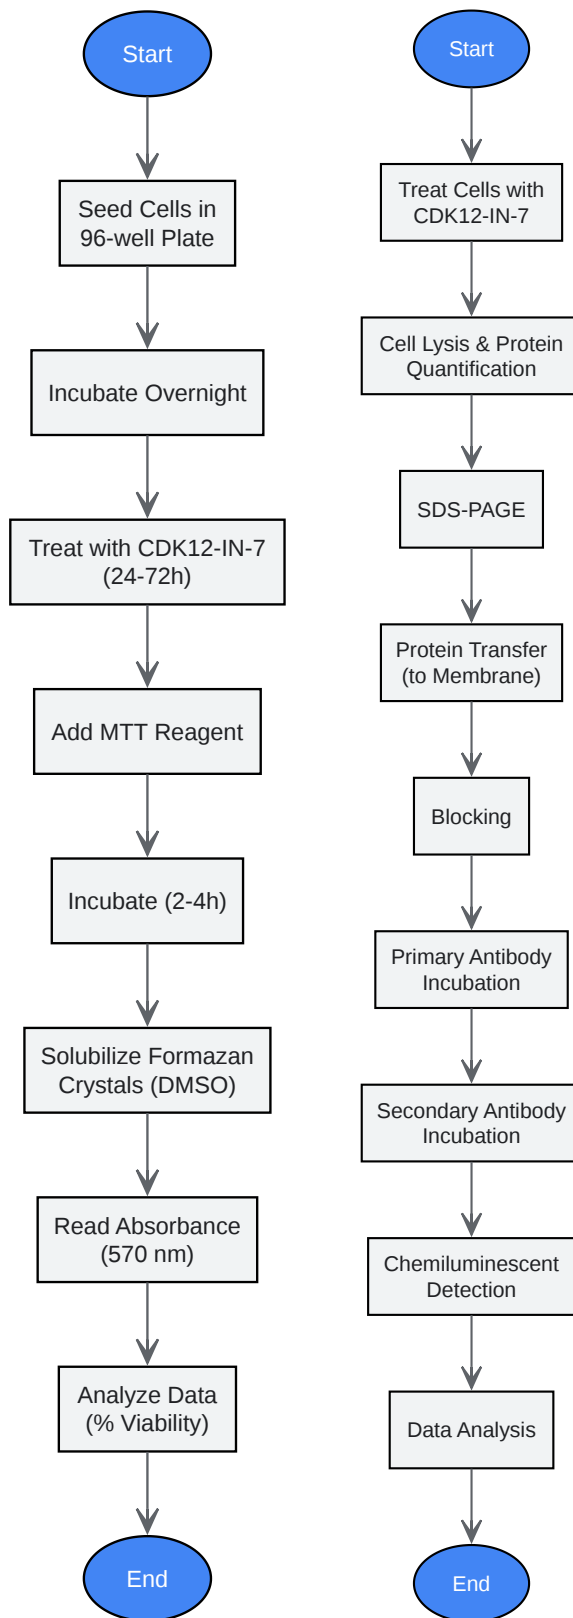 Start
Seed Cells in
96-well Plate
Incubate Overnight
Treat with CDK12-IN-7
(24-72h)
Add MTT Reagent
Incubate (2-4h)
Solubilize Formazan
Crystals (DMSO)
Read Absorbance
(570 nm)
Analyze Data
(% Viability)
End
Start
Treat Cells with
CDK12-IN-7
Cell Lysis & Protein
Quantification
SDS-PAGE
Protein Transfer
(to Membrane)
Blocking
Primary Antibody
Incubation
Secondary Antibody
Incubation
Chemiluminescent
Detection
Data Analysis
End